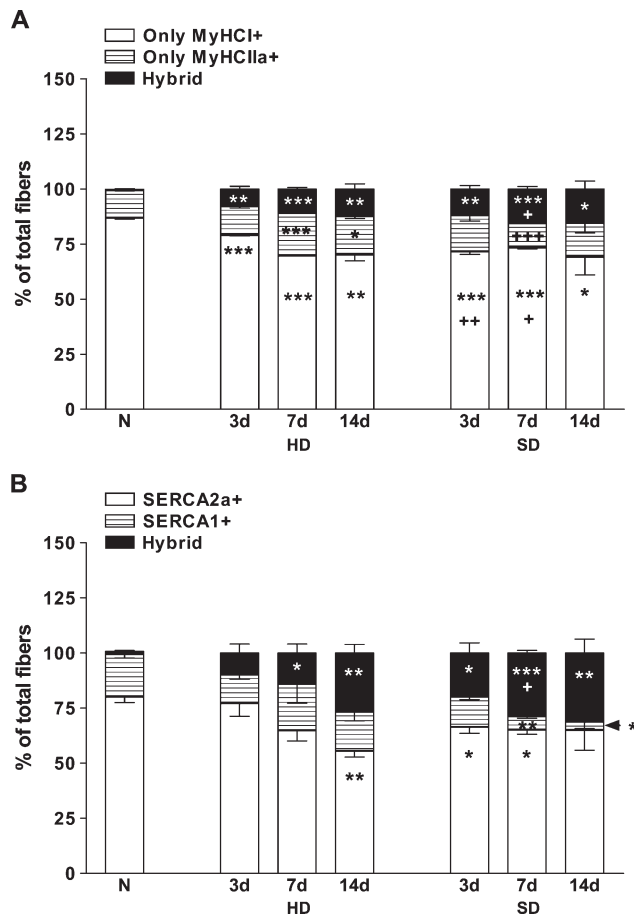 A
Only MyHCI+
Only MyHCIIa+
Hybrid
150
125
100
75
50
25
0
% of total fibers
** *** ** ** *** *
+
*** * +++
***
*** ** *** *** *
++ +
N 3d 7d 14d 3d 7d 14d
HD SD
B
SERCA2a+
SERCA1+
Hybrid
150
125
100
75
50
25
0
% of total fibers
* ** * *** **
+
** *
** * *
N 3d 7d 14d 3d 7d 14d
HD SD